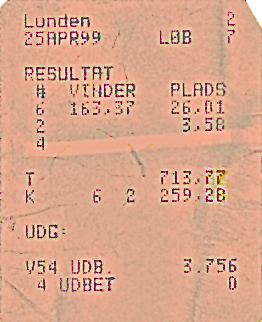 Lunden 2
25APR99 LØB 7
RESULTAT
# VINDER PLADS
6 163,37 26,01
2 3,58
4
T 713,77
K 6 2 259,28
UDG:
V54 UDB. 3.756
4 UDBET 0